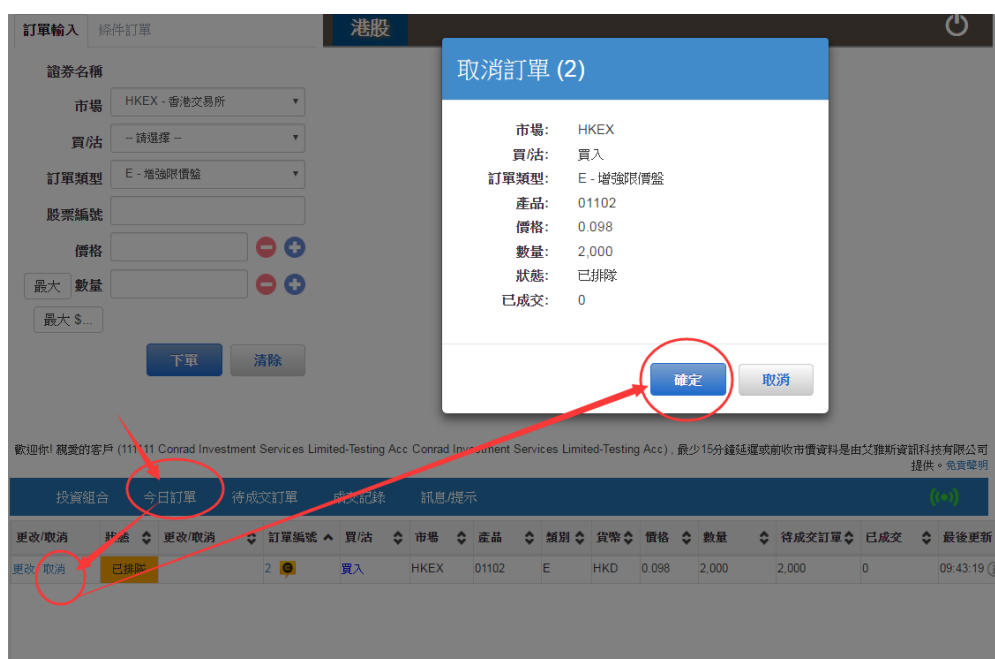 訂單輸入 條件訂單 港股
證券名稱
市場 HKEX - 香港交易所
買/沽 -- 請選擇 --
訂單類型 E - 增強限價盤
股票編號
價格
最大 數量
最大 $...
下單 清除
取消訂單 (2)
市場: HKEX
買/沽: 買入
訂單類型: E - 增強限價盤
產品: 01102
價格: 0.098
數量: 2,000
狀態: 已排隊
已成交: 0
確定 取消
歡迎你! 親愛的客戶 (111111 Conrad Investment Services Limited-Testing Acc Conrad Investment Services Limited-Testing Acc) , 最少15分鐘延遲或前收市價資料是由艾雅斯資訊科技有限公司
提供。免責聲明
投資組合 今日訂單 待成交訂單 成交記錄 訊息/提示
更改/取消 狀態 更改/取消 訂單編號 買/沽 市場 產品 類別 貨幣 價格 數量 待成交訂單 已成交 最後更新
更改 取消 已排隊 2 買入 HKEX 01102 E HKD 0.098 2,000 2,000 0 09:43:19